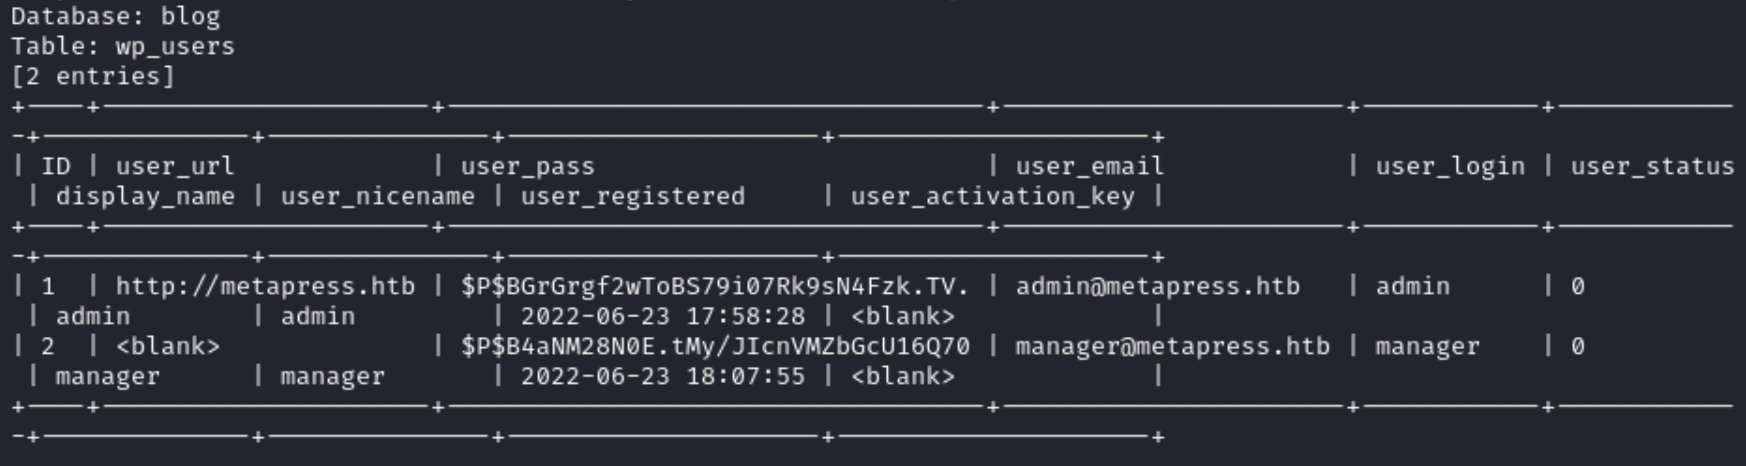 Database: blog
Table: wp_users
[2 entries]
+----+----------------------+------------------------------------+-----------------------+------------+-------------
-+--------------+---------------+---------------------+---------------------+
| ID | user_url | user_pass | user_email | user_login | user_status
| display_name | user_nicename | user_registered | user_activation_key |
+----+----------------------+------------------------------------+-----------------------+------------+-------------
-+--------------+---------------+---------------------+---------------------+
| 1 | http://metapress.htb | $P$BGrGrgf2wToBS79i07Rk9sN4Fzk.TV. | admin@metapress.htb | admin | 0
| admin | admin | 2022-06-23 17:58:28 | <blank> |
| 2 | <blank> | $P$B4aNM28N0E.tMy/JIcnVMZbGcU16Q70 | manager@metapress.htb | manager | 0
| manager | manager | 2022-06-23 18:07:55 | <blank> |
+----+----------------------+------------------------------------+-----------------------+------------+-------------
-+--------------+---------------+---------------------+---------------------+